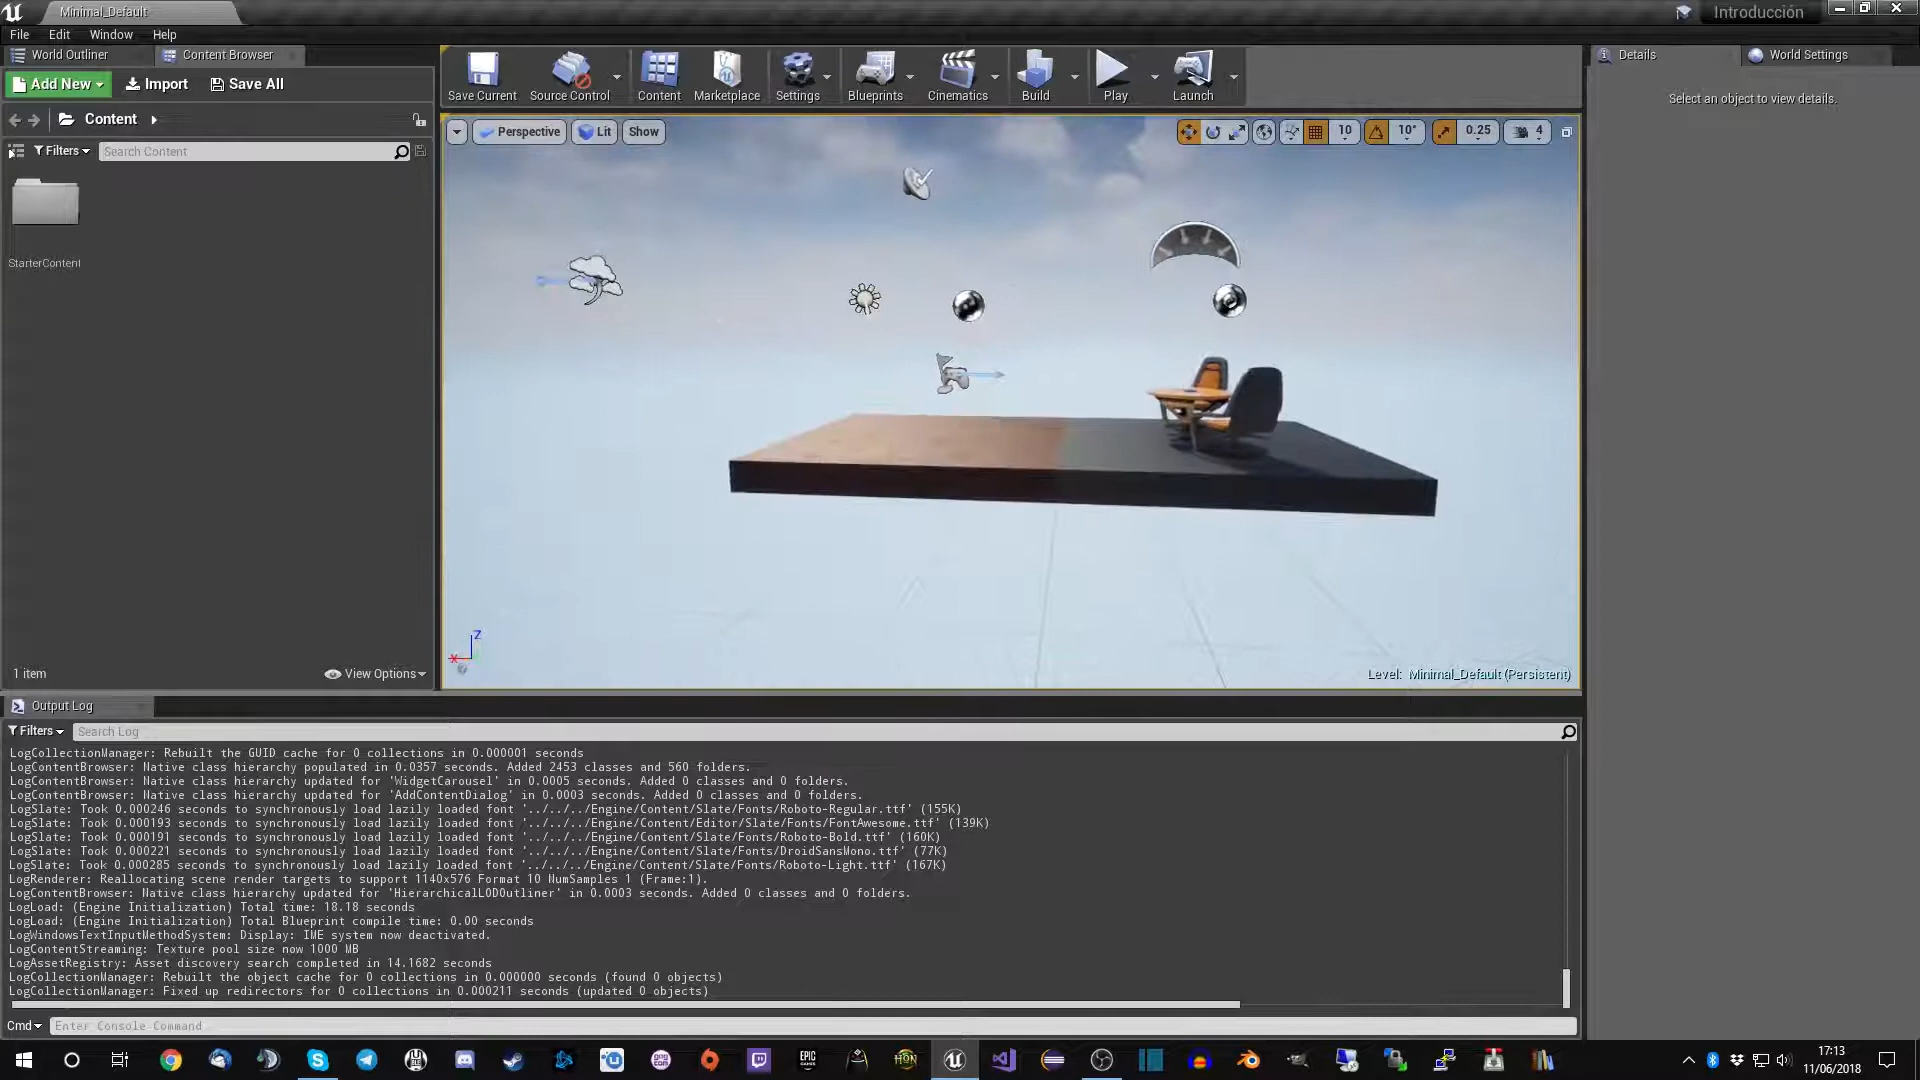 Minimal_Default
Introducción
File Edit Window Help
World Outliner Content Browser
Add New Import Save All
Content
Filters Search Content
StarterContent
1 item View Options
Save Current Source Control Content Marketplace Settings Blueprints Cinematics Build Play Launch
Perspective Lit Show 10 10° 0.25 4
Z
X
Level: Minimal_Default (Persistent)
Details World Settings
Select an object to view details.
Output Log
Filters Search Log
LogCollectionManager: Rebuilt the GUID cache for 0 collections in 0.000001 seconds
LogContentBrowser: Native class hierarchy populated in 0.0357 seconds. Added 2453 classes and 560 folders.
LogContentBrowser: Native class hierarchy updated for 'WidgetCarousel' in 0.0005 seconds. Added 0 classes and 0 folders.
LogContentBrowser: Native class hierarchy updated for 'AddContentDialog' in 0.0003 seconds. Added 0 classes and 0 folders.
LogSlate: Took 0.000246 seconds to synchronously load lazily loaded font '../../../Engine/Content/Slate/Fonts/Roboto-Regular.ttf' (155K)
LogSlate: Took 0.000193 seconds to synchronously load lazily loaded font '../../../Engine/Content/Editor/Slate/Fonts/FontAwesome.ttf' (139K)
LogSlate: Took 0.000191 seconds to synchronously load lazily loaded font '../../../Engine/Content/Slate/Fonts/Roboto-Bold.ttf' (160K)
LogSlate: Took 0.000221 seconds to synchronously load lazily loaded font '../../../Engine/Content/Slate/Fonts/DroidSansMono.ttf' (77K)
LogSlate: Took 0.000285 seconds to synchronously load lazily loaded font '../../../Engine/Content/Slate/Fonts/Roboto-Light.ttf' (167K)
LogRenderer: Reallocating scene render targets to support 1140x576 Format 10 NumSamples 1 (Frame:1).
LogContentBrowser: Native class hierarchy updated for 'HierarchicalLODOutliner' in 0.0003 seconds. Added 0 classes and 0 folders.
LogLoad: (Engine Initialization) Total time: 18.18 seconds
LogLoad: (Engine Initialization) Total Blueprint compile time: 0.00 seconds
LogWindowsTextInputMethodSystem: Display: IME system now deactivated.
LogContentStreaming: Texture pool size now 1000 MB
LogAssetRegistry: Asset discovery search completed in 14.1682 seconds
LogCollectionManager: Rebuilt the object cache for 0 collections in 0.000000 seconds (found 0 objects)
LogCollectionManager: Fixed up redirectors for 0 collections in 0.000211 seconds (updated 0 objects)
Cmd Enter Console Command
EPIC GAMES
HON
17:13
11/06/2018